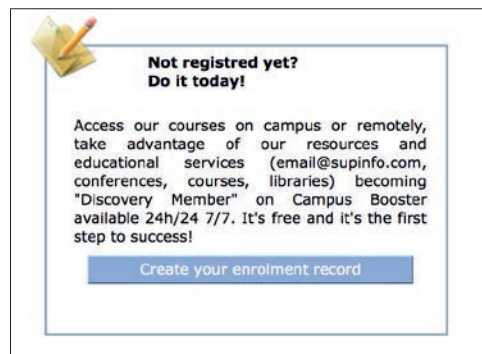 Not registred yet?
Do it today!
Access our courses on campus or remotely,
take advantage of our resources and
educational services (email@supinfo.com,
conferences, courses, libraries) becoming
"Discovery Member" on Campus Booster
available 24h/24 7/7. It's free and it's the first
step to success!
Create your enrolment record